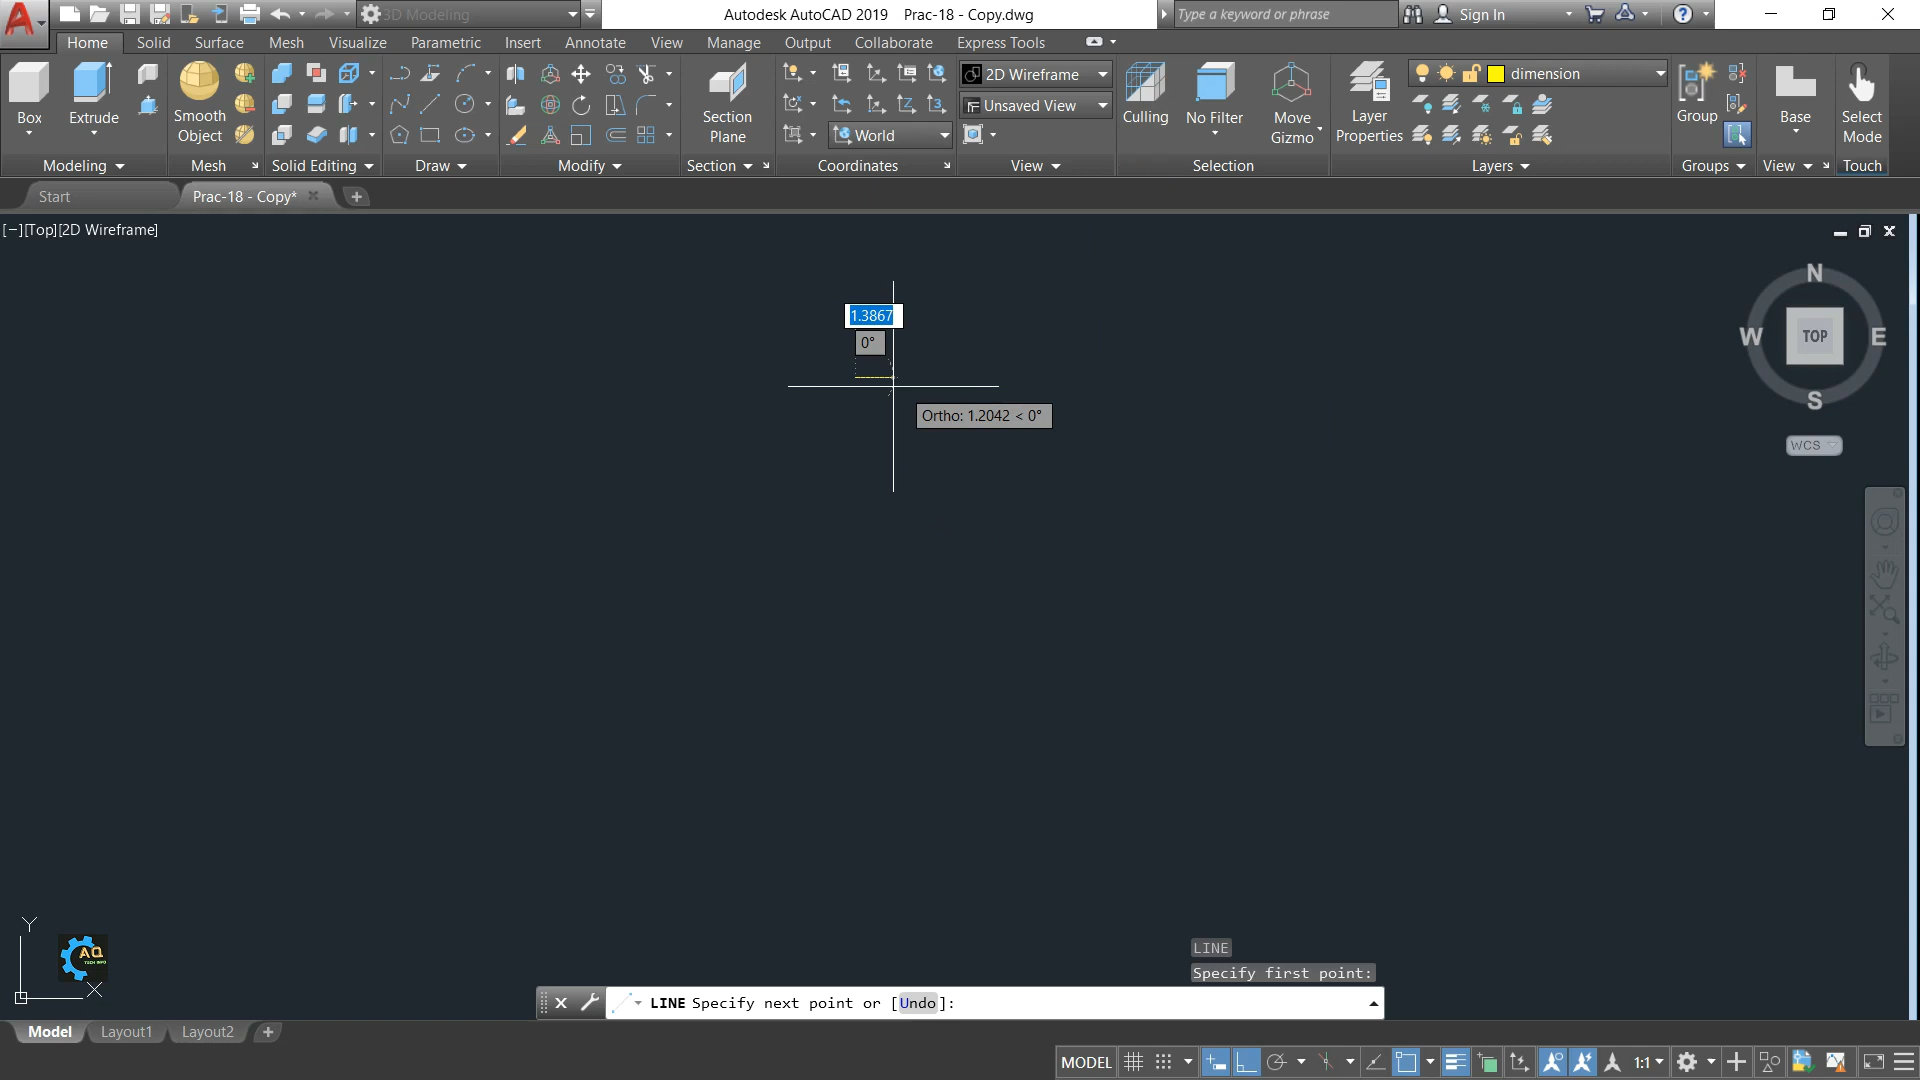 3D Modeling
Autodesk AutoCAD 2019 Prac-18 - Copy.dwg
Type a keyword or phrase
Sign In
Home Solid Surface Mesh Visualize Parametric Insert Annotate View Manage Output Collaborate Express Tools
Box
Extrude
Smooth
Object
Section
Plane
World
2D Wireframe
Unsaved View
Culling
No Filter
Move
Gizmo
Layer
Properties
dimension
Group
Base
Select
Mode
Modeling Mesh Solid Editing Draw Modify Section Coordinates View Selection Layers Groups View Touch
Start Prac-18 - Copy*
[−][Top][2D Wireframe]
1.3867
0°
Ortho: 1.2042 < 0°
N
W TOP E
S
WCS
Y
AQ
TECH INFO
X
LINE
Specify first point:
LINE Specify next point or [Undo]:
Model Layout1 Layout2
MODEL 1:1